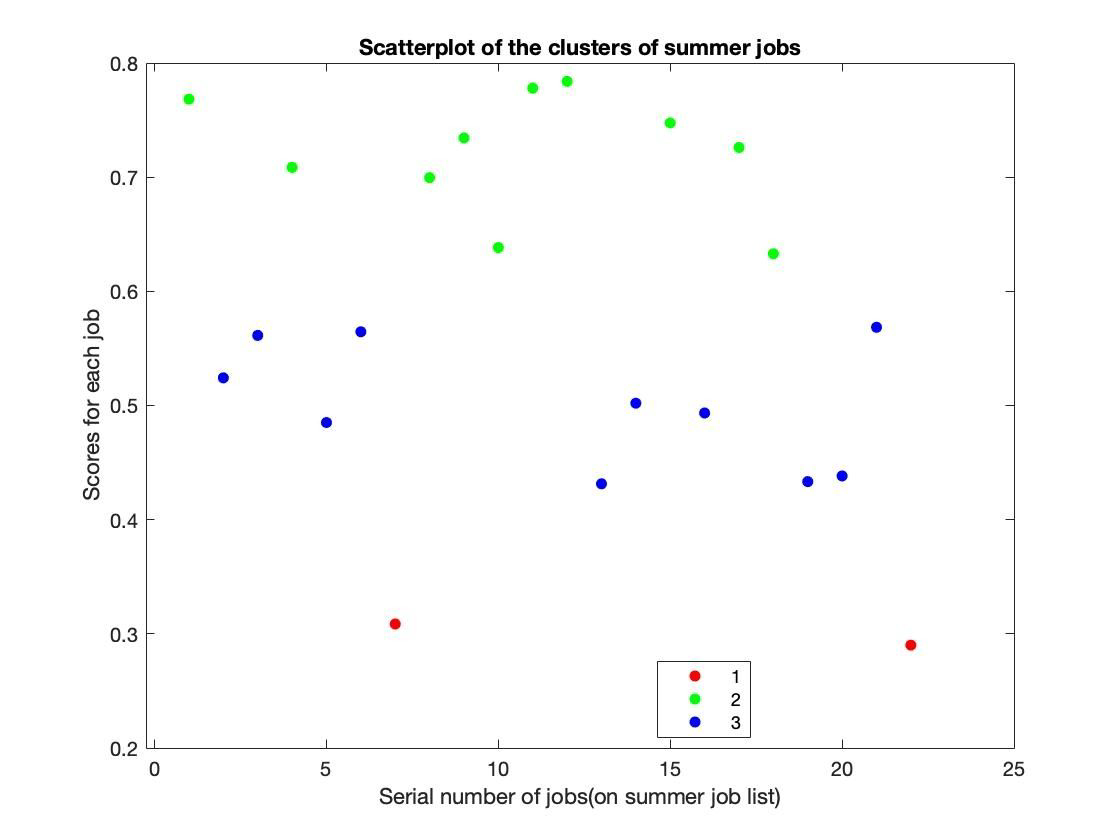 Scatterplot of the clusters of summer jobs
0.8
0.7
0.6
0.5
0.4
0.3
0.2
Scores for each job
1
2
3
0 5 10 15 20 25
Serial number of jobs(on summer job list)